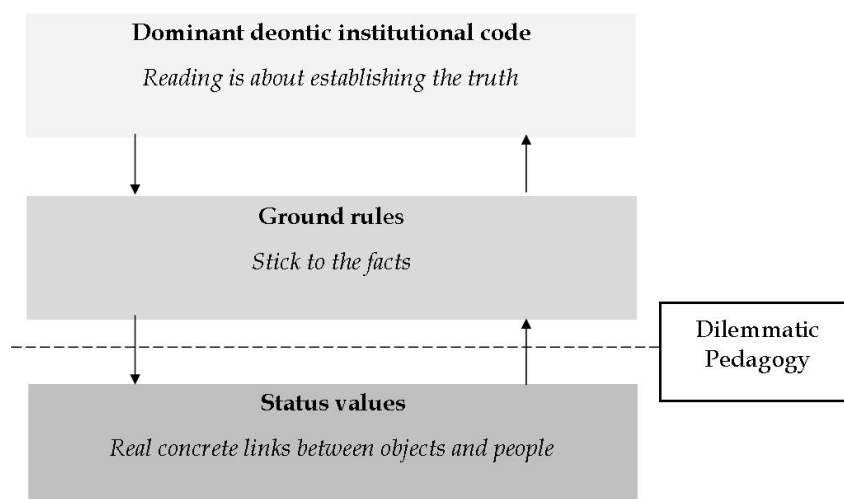 Dominant deontic institutional code
Reading is about establishing the truth
Ground rules
Stick to the facts
Dilemmatic
Pedagogy
Status values
Real concrete links between objects and people